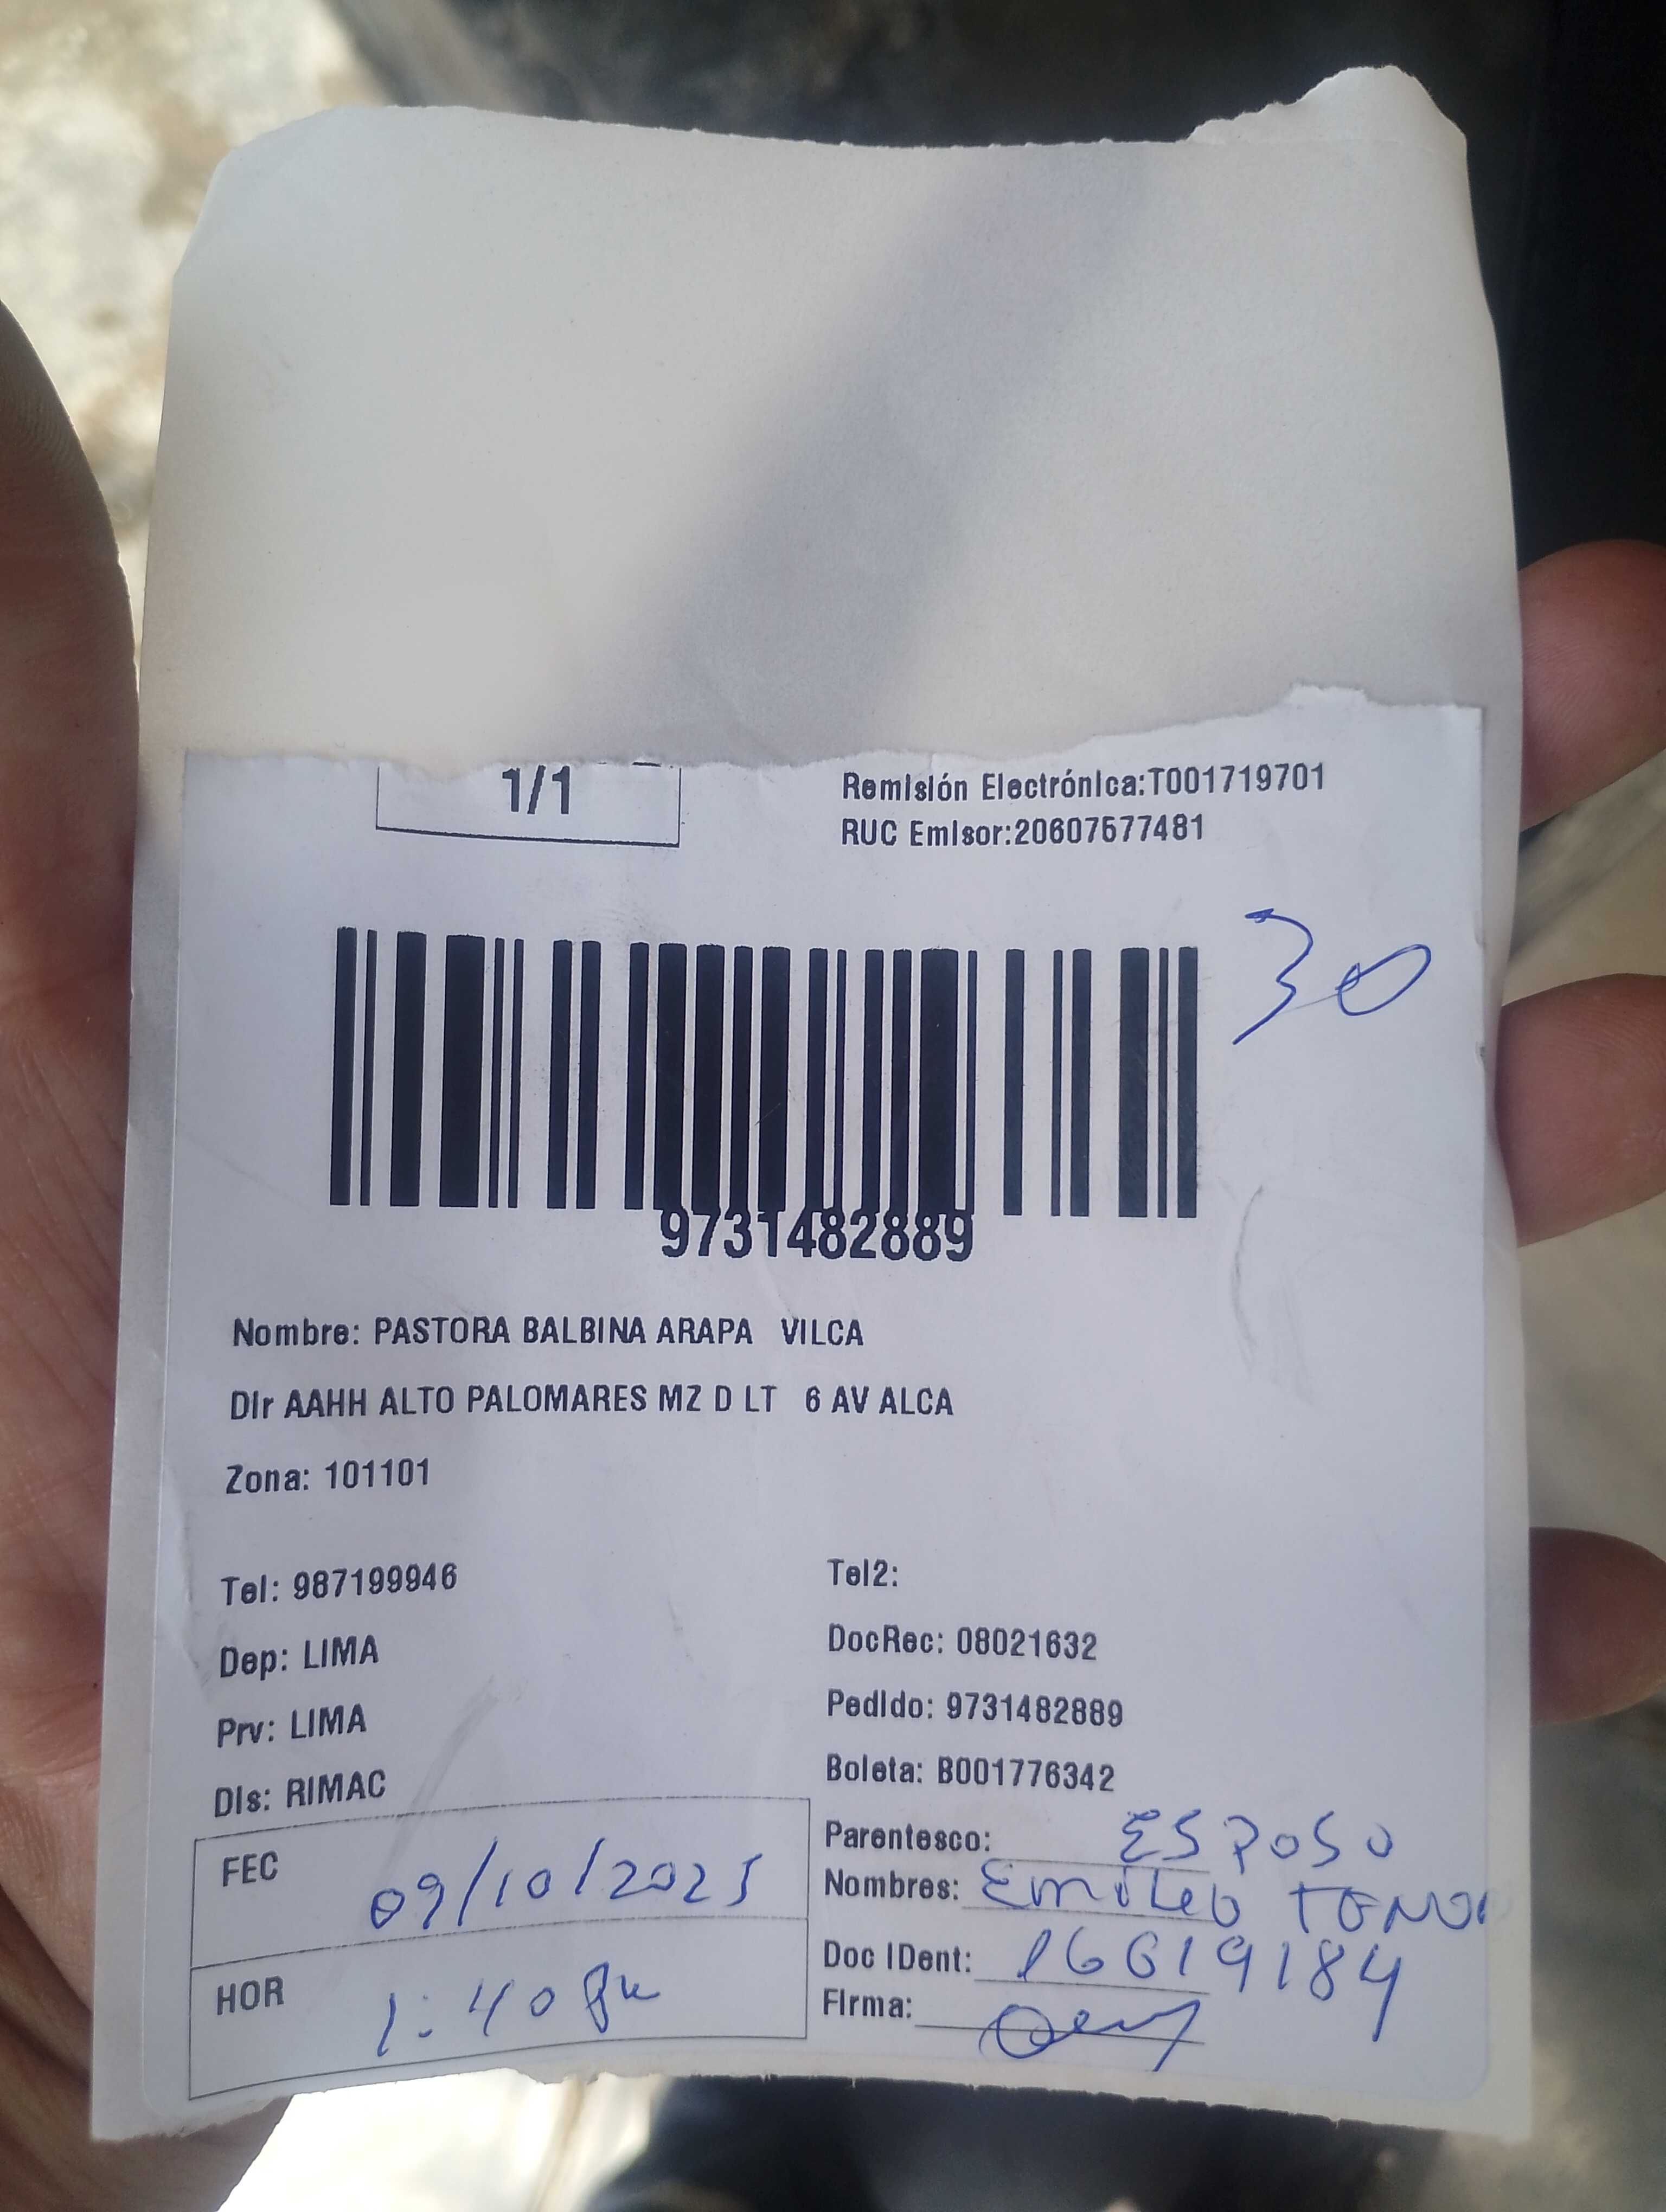 1/1
Remisión Electrónica:T001719701
RUC Emisor:20607577481
30
9731482889
Nombre: PASTORA BALBINA ARAPA VILCA
Dir AAHH ALTO PALOMARES MZ D LT 6 AV ALCA
Zona: 101101
Tel: 987199946
Tel2:
Dep: LIMA
DocRec: 08021632
Prv: LIMA
Pedido: 9731482889
Dis: RIMAC
Boleta: B001776342
FEC 09/10/2025
Parentesco: ESPOSO
Nombres: Emileo
Doc IDent: 16619184
HOR 1:40 pm
Firma: